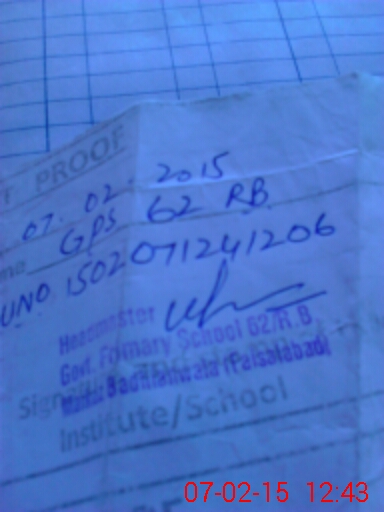 PROOF
07. 02. 2015
GPS 62 RB
UNO 1502071241206
Headmaster
Govt. Primary School 62/R.B
(Faisalabad)
Institute/School
07-02-15 12:43